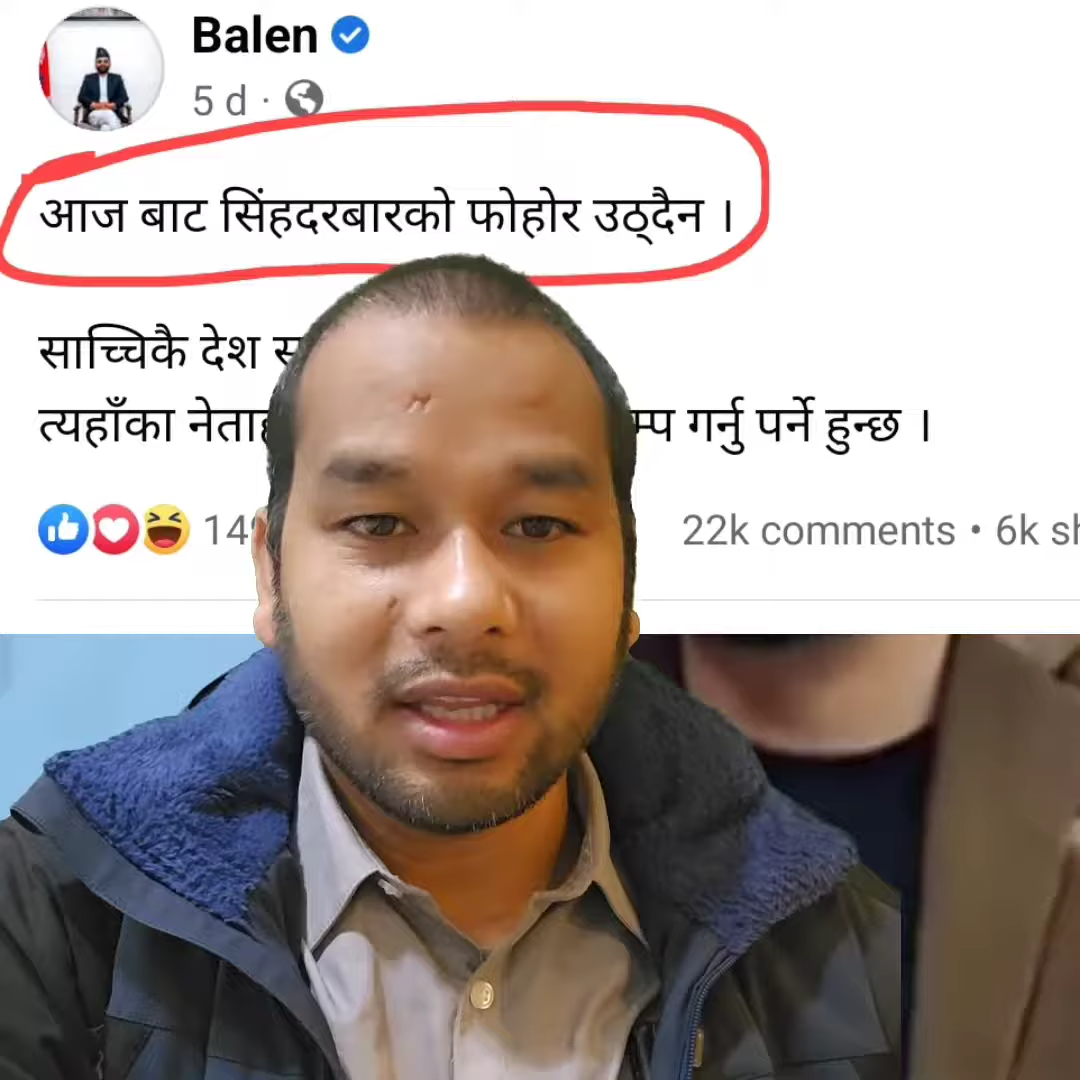 Balen
5 d ·
आज बाट सिंहदरबारको फोहोर उठ्दैन ।
साच्चिकै देश
त्यहाँका गर्नु पर्ने हुन्छ ।
22k comments • 6k